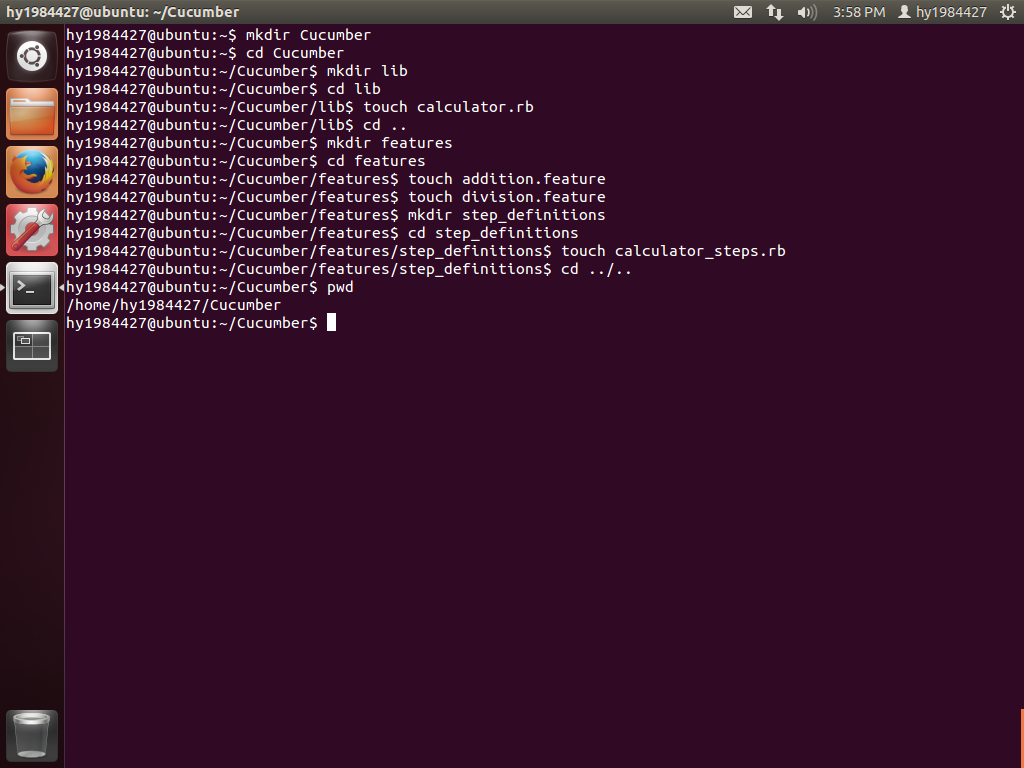 hy1984427@ubuntu: ~/Cucumber
3:58 PM
hy1984427
hy1984427@ubuntu:~$ mkdir Cucumber
hy1984427@ubuntu:~$ cd Cucumber
hy1984427@ubuntu:~/Cucumber$ mkdir lib
hy1984427@ubuntu:~/Cucumber$ cd lib
hy1984427@ubuntu:~/Cucumber/lib$ touch calculator.rb
hy1984427@ubuntu:~/Cucumber/lib$ cd ..
hy1984427@ubuntu:~/Cucumber$ mkdir features
hy1984427@ubuntu:~/Cucumber$ cd features
hy1984427@ubuntu:~/Cucumber/features$ touch addition.feature
hy1984427@ubuntu:~/Cucumber/features$ touch division.feature
hy1984427@ubuntu:~/Cucumber/features$ mkdir step_definitions
hy1984427@ubuntu:~/Cucumber/features$ cd step_definitions
hy1984427@ubuntu:~/Cucumber/features/step_definitions$ touch calculator_steps.rb
hy1984427@ubuntu:~/Cucumber/features/step_definitions$ cd ../..
hy1984427@ubuntu:~/Cucumber$ pwd
/home/hy1984427/Cucumber
hy1984427@ubuntu:~/Cucumber$